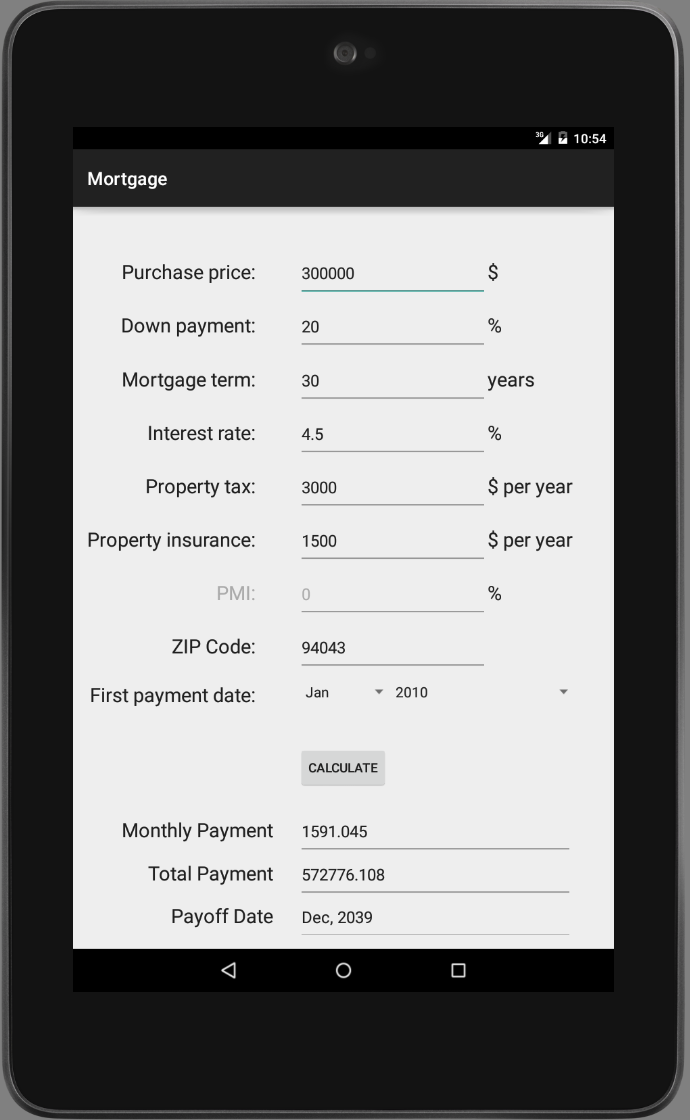 3G 10:54
Mortgage
Purchase price: 300000 $
Down payment: 20 %
Mortgage term: 30 years
Interest rate: 4.5 %
Property tax: 3000 $ per year
Property insurance: 1500 $ per year
PMI: 0 %
ZIP Code: 94043
First payment date: Jan 2010
CALCULATE
Monthly Payment 1591.045
Total Payment 572776.108
Payoff Date Dec, 2039